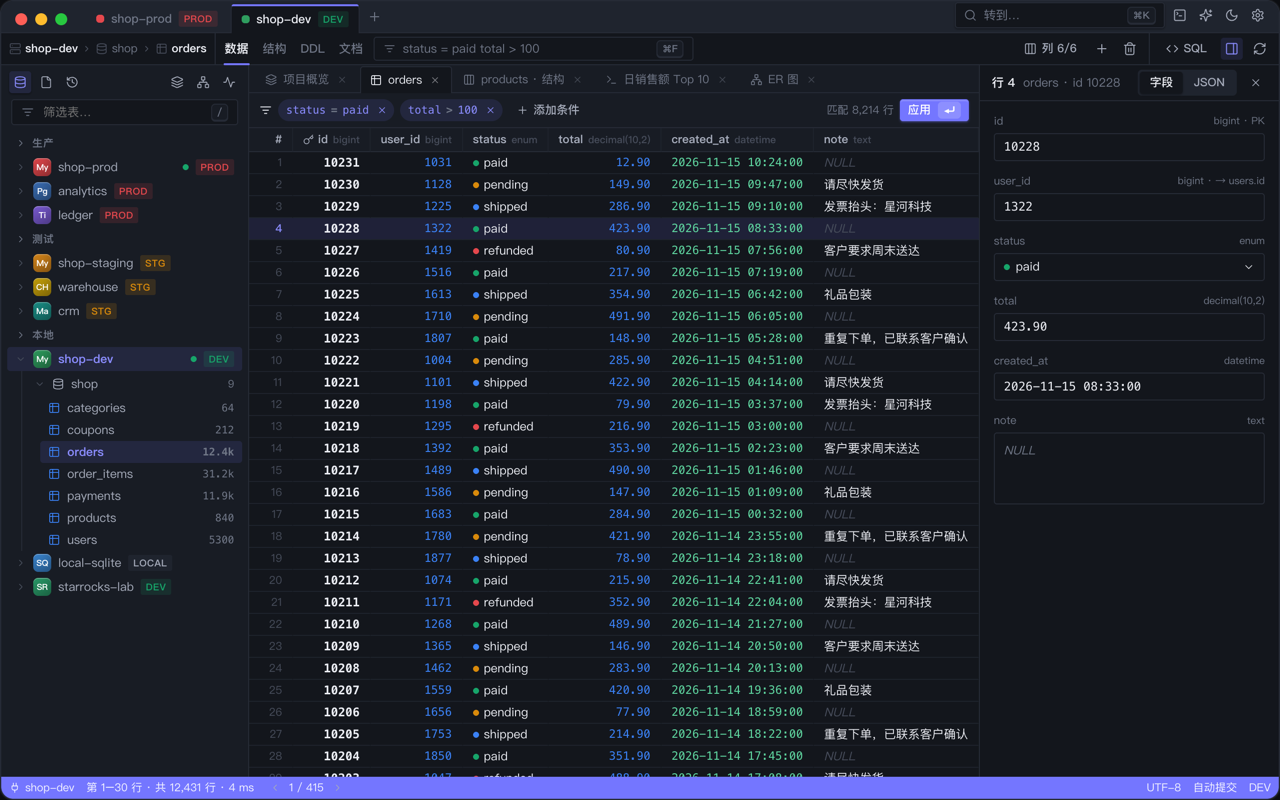 shop-prod PROD
shop-dev DEV
转到… ⌘K
shop-dev shop orders
数据 结构 DDL 文档
status = paid total > 100 ⌘F
列 6/6 SQL
项目概览
orders
products · 结构
日销售额 Top 10
ER 图
筛选表… /
status = paid × total > 100 × + 添加条件
匹配 8,214 行 应用
生产
My shop-prod PROD
Pg analytics PROD
Ti ledger PROD
测试
My shop-staging STG
CH warehouse STG
Ma crm STG
本地
My shop-dev DEV
shop 9
categories 64
coupons 212
orders 12.4k
order_items 31.2k
payments 11.9k
products 840
users 5300
SQ local-sqlite LOCAL
SR starrocks-lab DEV
# id bigint user_id bigint status enum total decimal(10,2) created_at datetime note text
1 10231 1031 paid 12.90 2026-11-15 10:24:00 NULL
2 10230 1128 pending 149.90 2026-11-15 09:47:00 请尽快发货
3 10229 1225 shipped 286.90 2026-11-15 09:10:00 发票抬头：星河科技
4 10228 1322 paid 423.90 2026-11-15 08:33:00 NULL
5 10227 1419 refunded 80.90 2026-11-15 07:56:00 客户要求周末送达
6 10226 1516 paid 217.90 2026-11-15 07:19:00 NULL
7 10225 1613 shipped 354.90 2026-11-15 06:42:00 礼品包装
8 10224 1710 pending 491.90 2026-11-15 06:05:00 NULL
9 10223 1807 paid 148.90 2026-11-15 05:28:00 重复下单，已联系客户确认
10 10222 1004 pending 285.90 2026-11-15 04:51:00 NULL
11 10221 1101 shipped 422.90 2026-11-15 04:14:00 请尽快发货
12 10220 1198 paid 79.90 2026-11-15 03:37:00 发票抬头：星河科技
13 10219 1295 refunded 216.90 2026-11-15 03:00:00 NULL
14 10218 1392 paid 353.90 2026-11-15 02:23:00 客户要求周末送达
15 10217 1489 shipped 490.90 2026-11-15 01:46:00 NULL
16 10216 1586 pending 147.90 2026-11-15 01:09:00 礼品包装
17 10215 1683 paid 284.90 2026-11-15 00:32:00 NULL
18 10214 1780 pending 421.90 2026-11-14 23:55:00 重复下单，已联系客户确认
19 10213 1877 shipped 78.90 2026-11-14 23:18:00 NULL
20 10212 1074 paid 215.90 2026-11-14 22:41:00 请尽快发货
21 10211 1171 refunded 352.90 2026-11-14 22:04:00 发票抬头：星河科技
22 10210 1268 paid 489.90 2026-11-14 21:27:00 NULL
23 10209 1365 shipped 146.90 2026-11-14 20:50:00 客户要求周末送达
24 10208 1462 pending 283.90 2026-11-14 20:13:00 NULL
25 10207 1559 paid 420.90 2026-11-14 19:36:00 礼品包装
26 10206 1656 pending 77.90 2026-11-14 18:59:00 NULL
27 10205 1753 shipped 214.90 2026-11-14 18:22:00 重复下单，已联系客户确认
28 10204 1850 paid 351.90 2026-11-14 17:45:00 NULL
行 4 orders · id 10228 字段 JSON
id bigint · PK
10228
user_id bigint · → users.id
1322
status enum
paid
total decimal(10,2)
423.90
created_at datetime
2026-11-15 08:33:00
note text
NULL
shop-dev 第 1–30 行 · 共 12,431 行 · 4 ms 1 / 415
UTF-8 自动提交 DEV